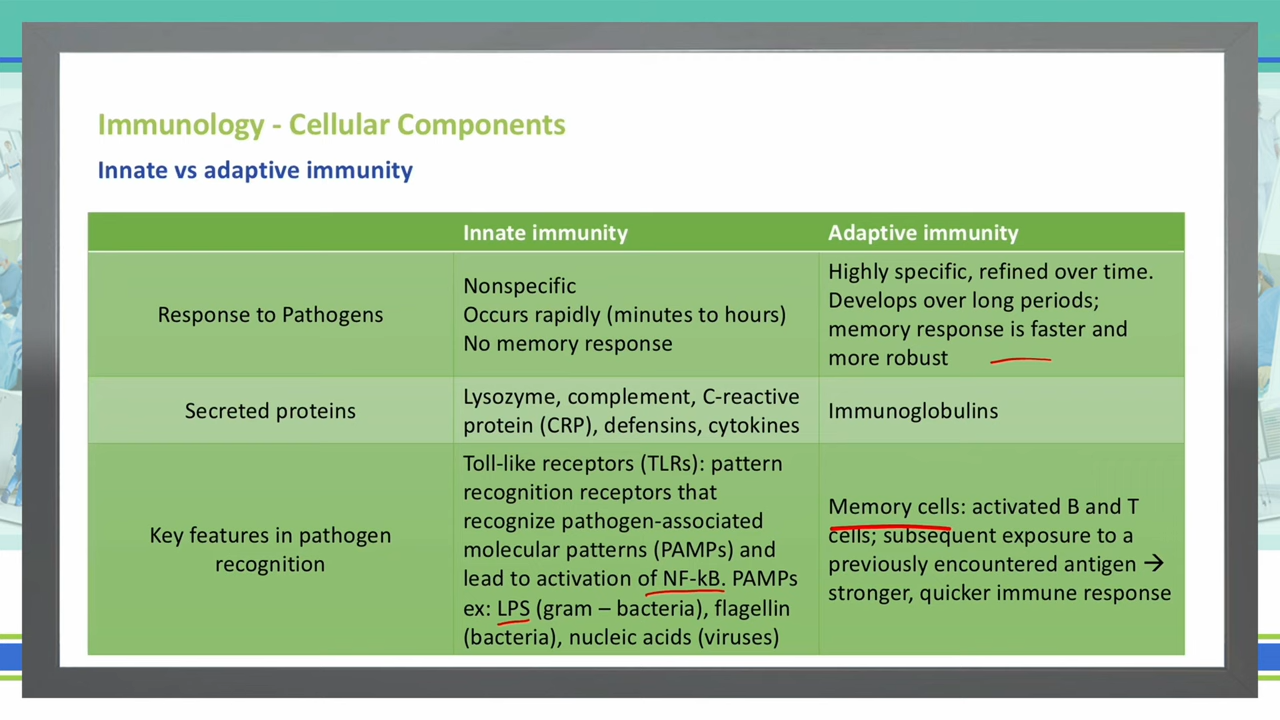 Immunology - Cellular Components
Innate vs adaptive immunity
Innate immunity
Adaptive immunity
Response to Pathogens
Nonspecific
Occurs rapidly (minutes to hours)
No memory response
Highly specific, refined over time.
Develops over long periods;
memory response is faster and
more robust
Secreted proteins
Lysozyme, complement, C-reactive
protein (CRP), defensins, cytokines
Immunoglobulins
Key features in pathogen
recognition
Toll-like receptors (TLRs): pattern
recognition receptors that
recognize pathogen-associated
molecular patterns (PAMPs) and
lead to activation of NF-kB. PAMPs
ex: LPS (gram – bacteria), flagellin
(bacteria), nucleic acids (viruses)
Memory cells: activated B and T
cells; subsequent exposure to a
previously encountered antigen →
stronger, quicker immune response